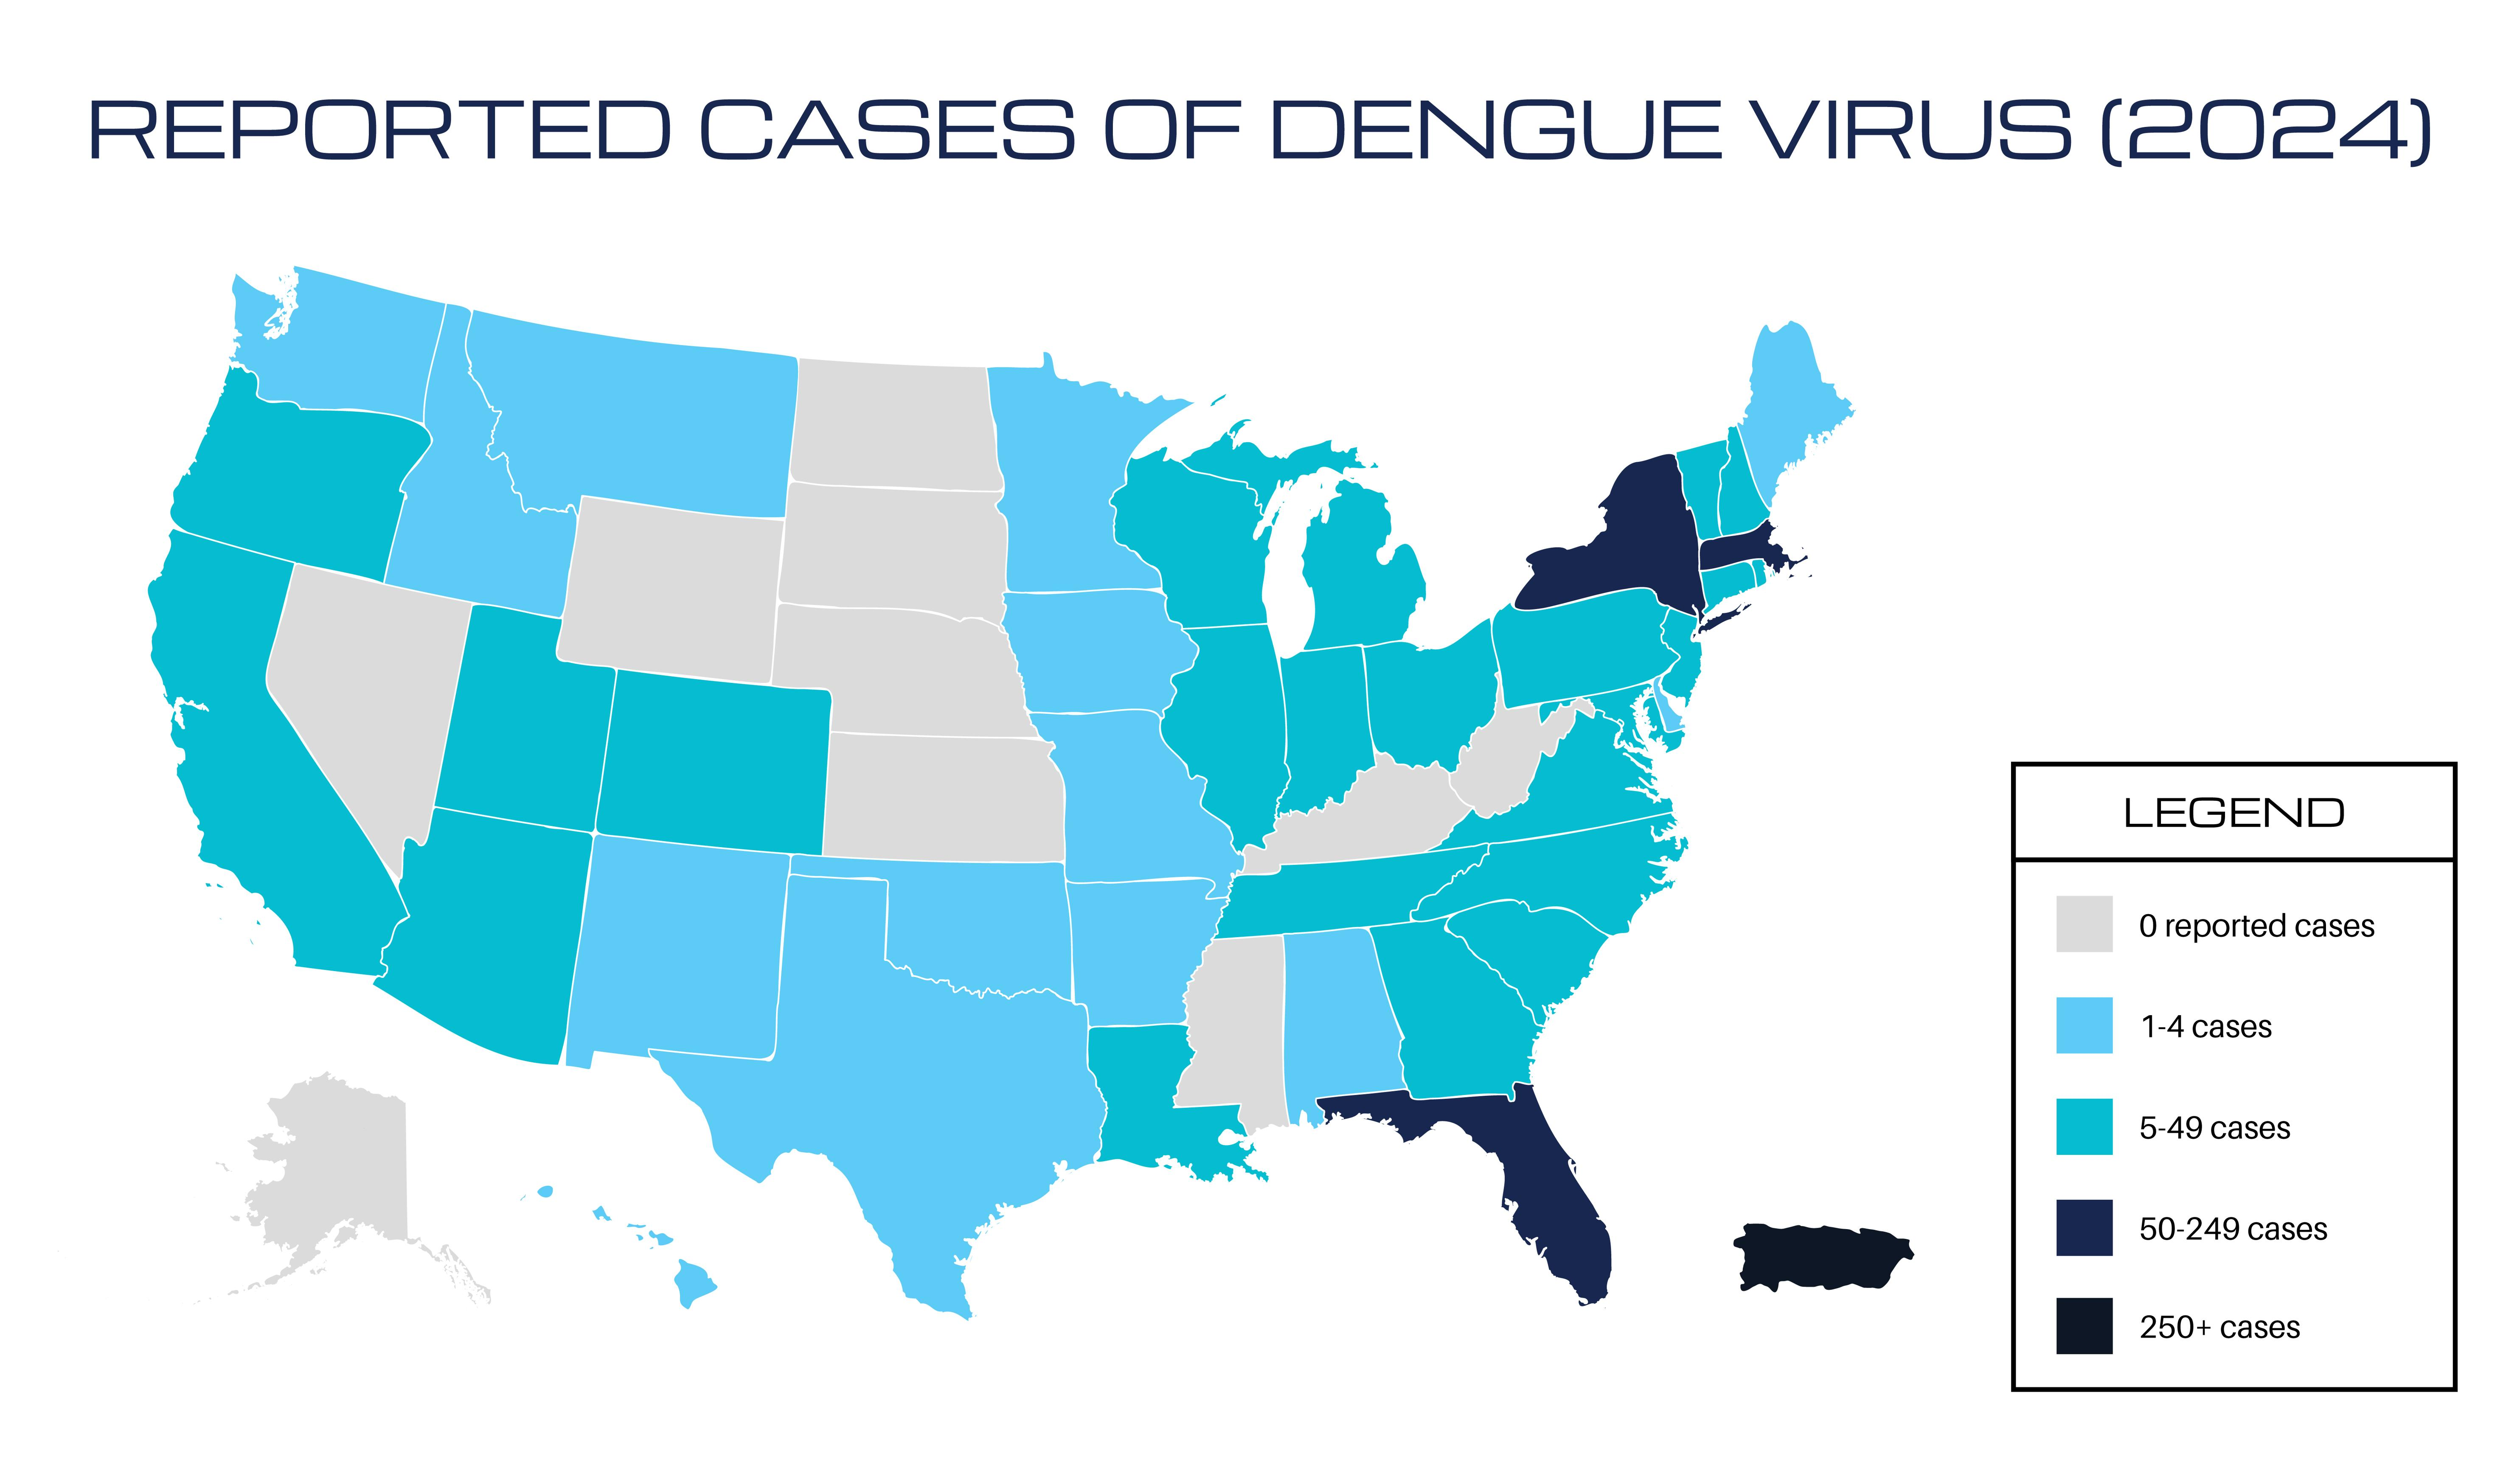 REPORTED CASES OF DENGUE VIRUS (2024)
LEGEND
0 reported cases
1-4 cases
5-49 cases
50-249 cases
250+ cases